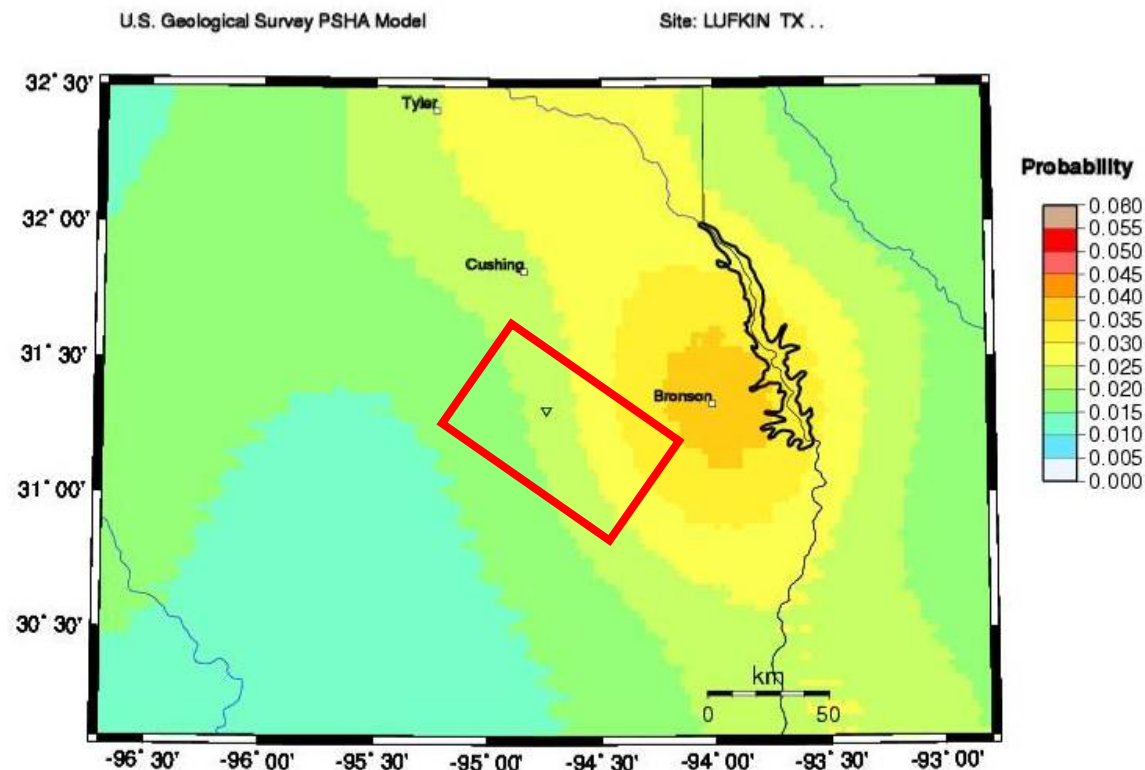 U.S. Geological Survey PSHA Model
Site: LUFKIN TX . .
32˚ 30'
32˚ 00'
31˚ 30'
31˚ 00'
30˚ 30'
Tyler
Cushing
Bronson
km
0 50
-96˚ 30' -96˚ 00' -95˚ 30' -95˚ 00' -94˚ 30' -94˚ 00' -93˚ 30' -93˚ 00'
Probability
0.060
0.055
0.050
0.045
0.040
0.035
0.030
0.025
0.020
0.015
0.010
0.005
0.000